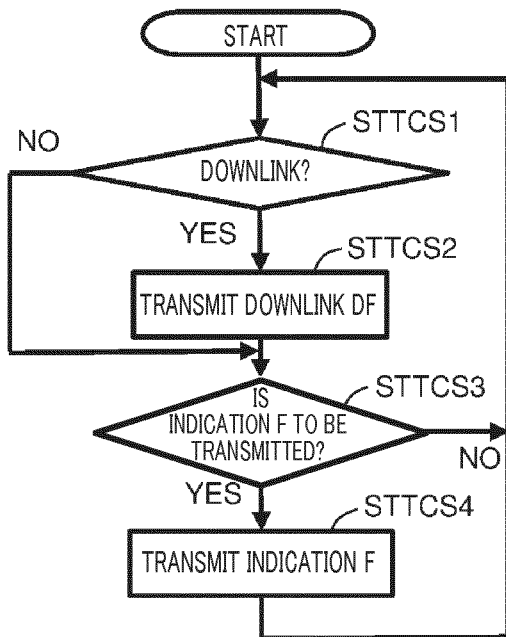 START
STTCS1
NO
DOWNLINK?
YES
STTCS2
TRANSMIT DOWNLINK DF
STTCS3
IS
INDICATION F TO BE
TRANSMITTED?
NO
YES
STTCS4
TRANSMIT INDICATION F